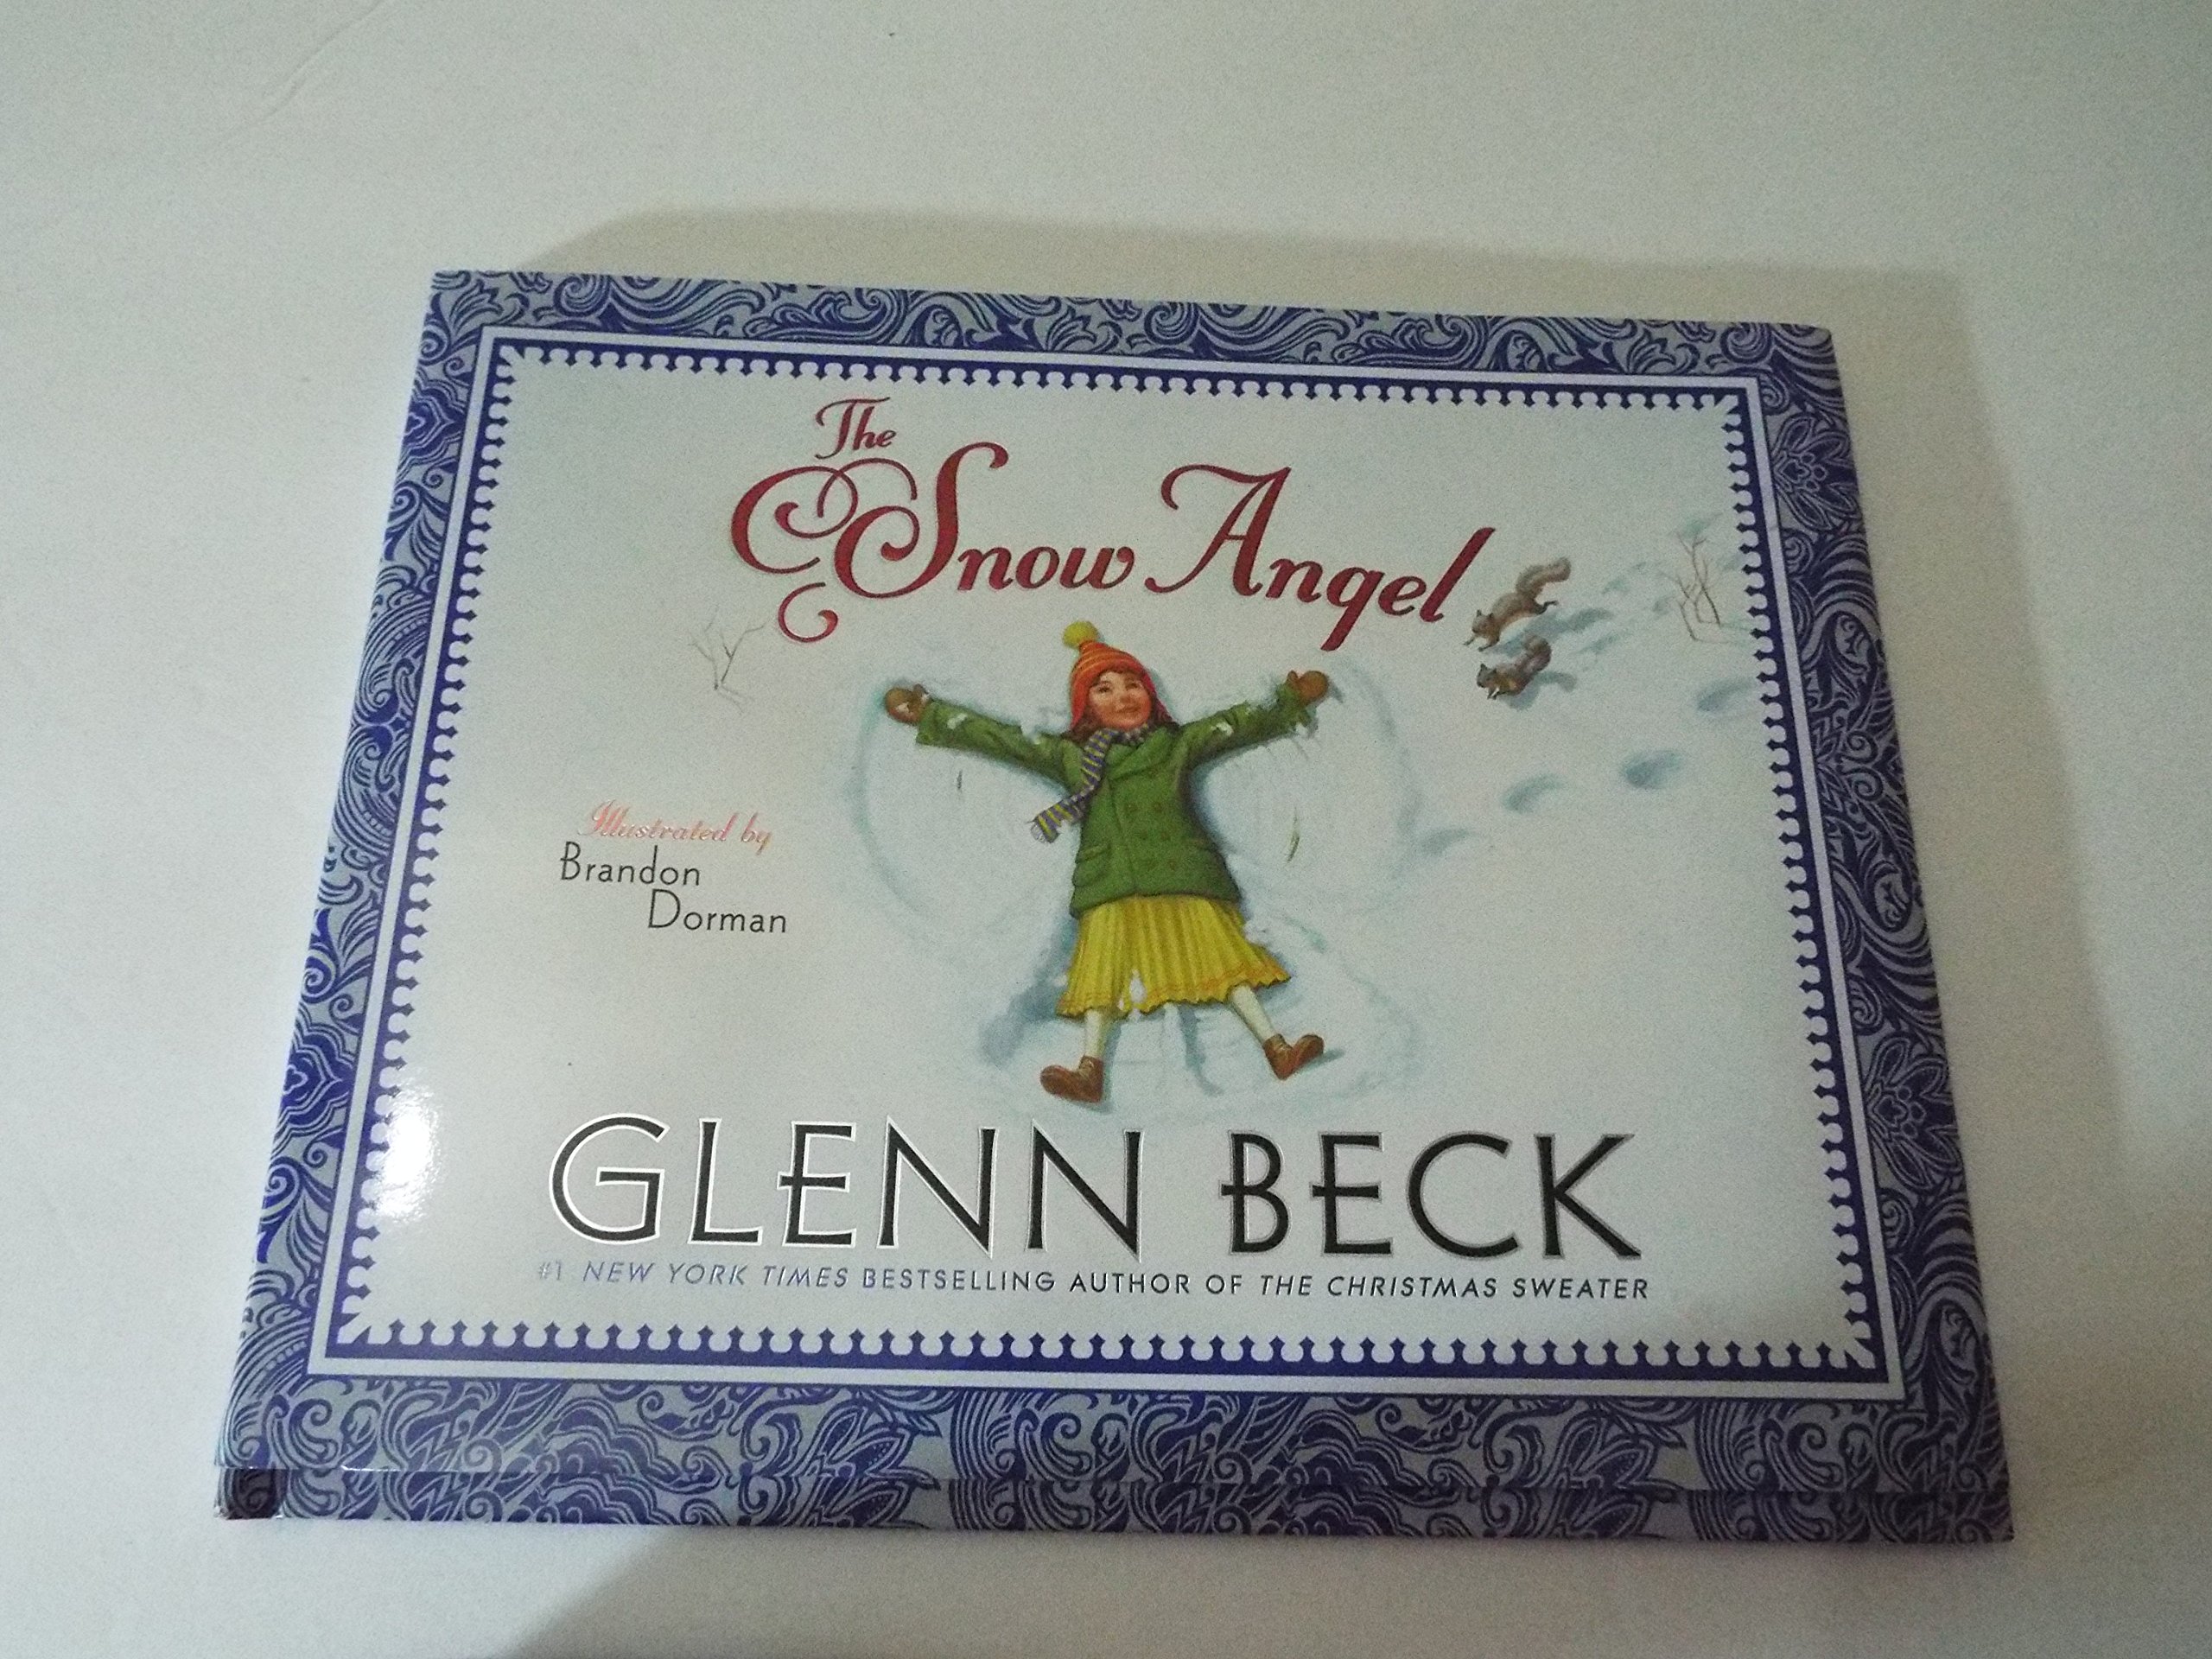 The
Snow Angel
Illustrated by
Brandon
Dorman
GLENN BECK
#1 NEW YORK TIMES BESTSELLING AUTHOR OF THE CHRISTMAS SWEATER